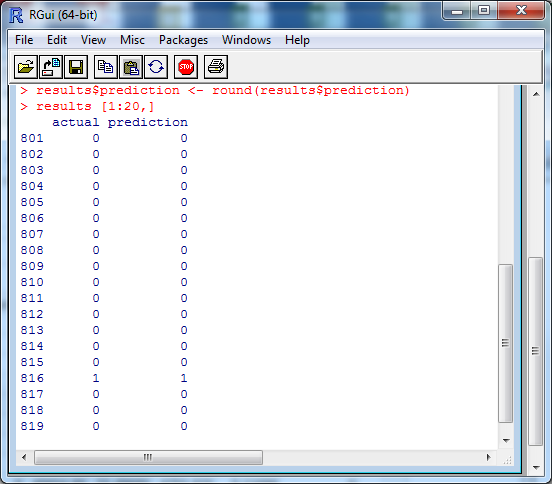 RGui (64-bit)
File Edit View Misc Packages Windows Help
STOP
> results$prediction <- round(results$prediction)
> results [1:20,]
actual prediction
801 0 0
802 0 0
803 0 0
804 0 0
805 0 0
806 0 0
807 0 0
808 0 0
809 0 0
810 0 0
811 0 0
812 0 0
813 0 0
814 0 0
815 0 0
816 1 1
817 0 0
818 0 0
819 0 0